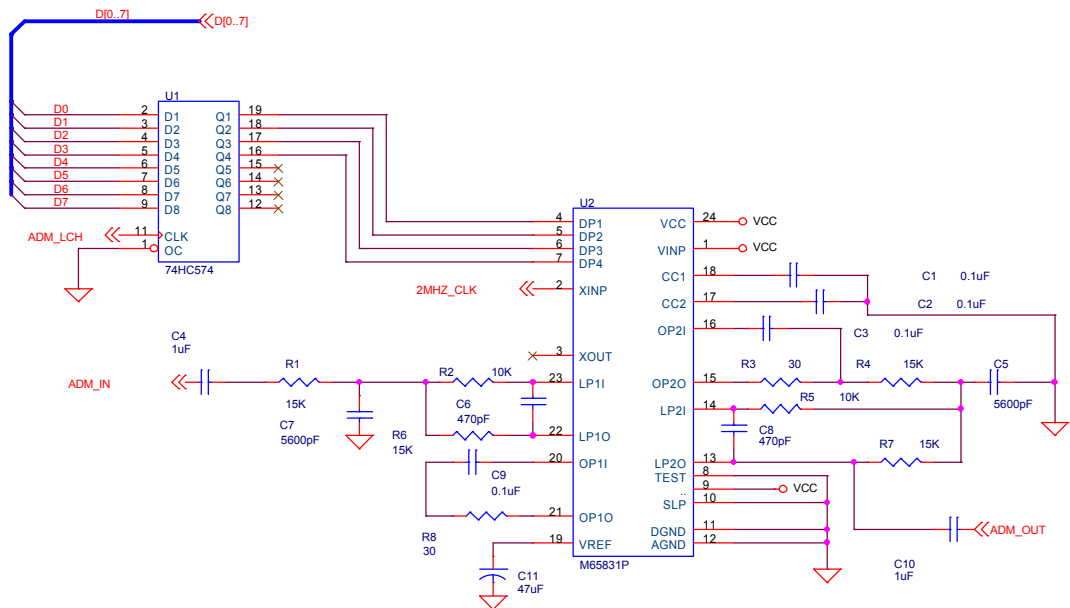 D[0..7]
D[0..7]
U1
D0 2 D1 Q1 19
D1 3 D2 Q2 18
D2 4 D3 Q3 17
D3 5 D4 Q4 16
D4 6 D5 Q5 15
D5 7 D6 Q6 14
D6 8 D7 Q7 13
D7 9 D8 Q8 12
ADM_LCH 11 CLK
1 OC
74HC574
U2
4 DP1 VCC 24 VCC
5 DP2
6 DP3 VINP 1 VCC
7 DP4
CC1 18 C1 0.1uF
2MHZ_CLK 2 XINP
CC2 17 C2 0.1uF
OP2I 16 C3 0.1uF
3 XOUT
C4
1uF
ADM_IN
R1
15K
R2 10K
23 LP1I
OP2O 15 R3 30 R4 15K C5
5600pF
C7
5600pF
C6
470pF
LP2I 14 R5 10K
C8
470pF
R6
15K
22 LP1O
R7 15K
20 OP1I
LP2O 13
TEST 8
C9
0.1uF
.. 9 VCC
SLP 10
21 OP1O
R8
30
DGND 11
AGND 12
19 VREF
ADM_OUT
C10
1uF
C11
47uF
M65831P